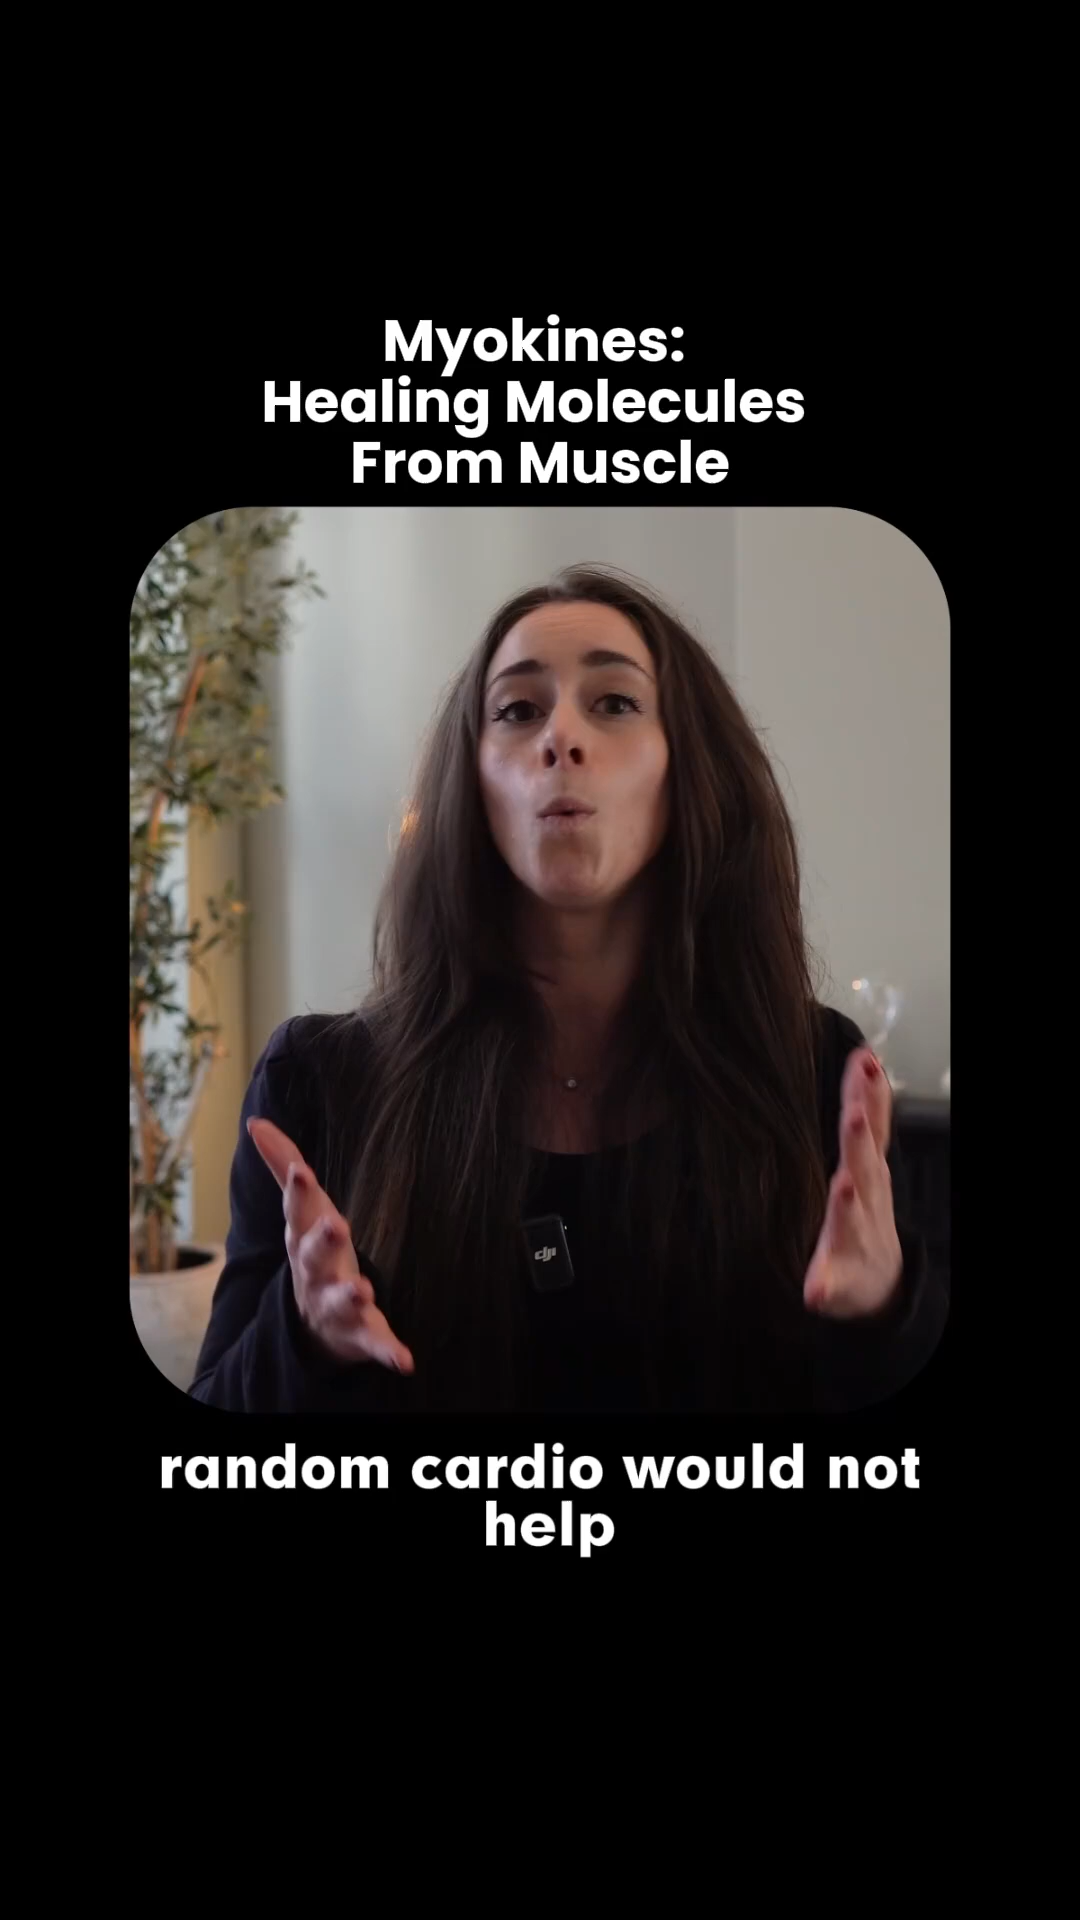 Myokines:
Healing Molecules
From Muscle
dji
random cardio would not
help